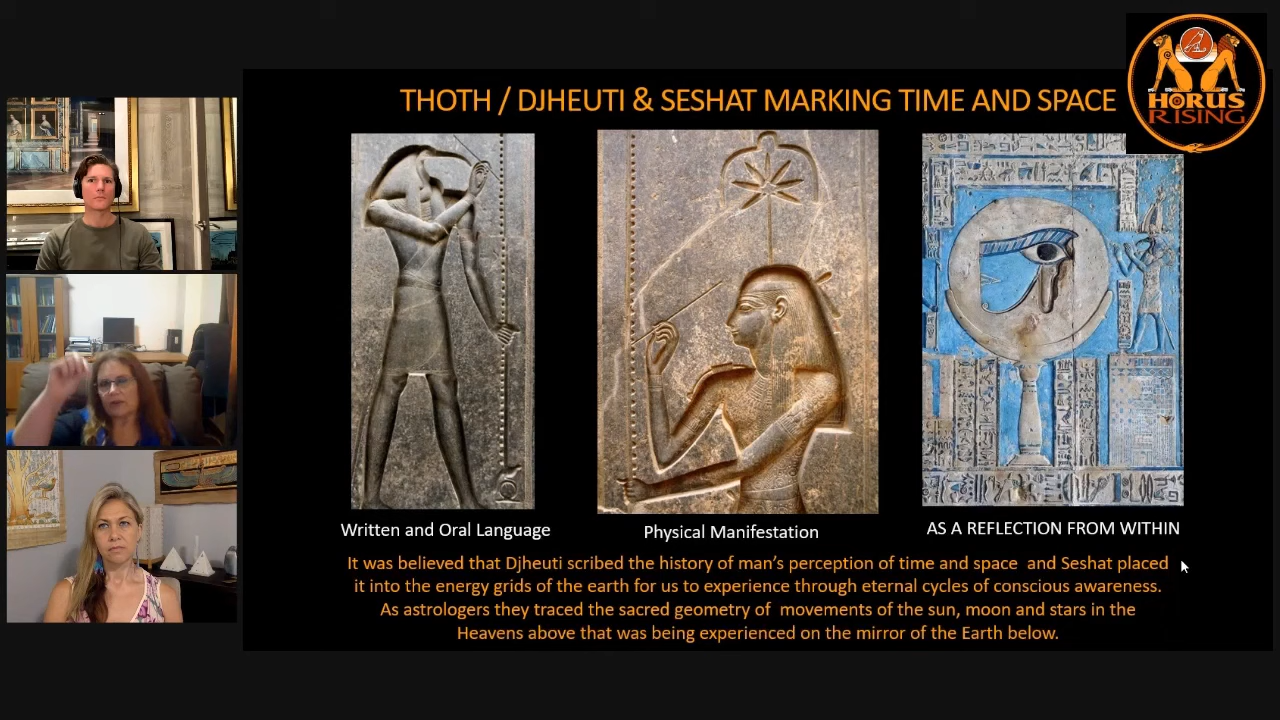 THOTH / DJHEUTI & SESHAT MARKING TIME AND SPACE
HORUS
RISING
Written and Oral Language
Physical Manifestation
AS A REFLECTION FROM WITHIN
It was believed that Djheuti scribed the history of man's perception of time and space and Seshat placed
it into the energy grids of the earth for us to experience through eternal cycles of conscious awareness.
As astrologers they traced the sacred geometry of movements of the sun, moon and stars in the
Heavens above that was being experienced on the mirror of the Earth below.